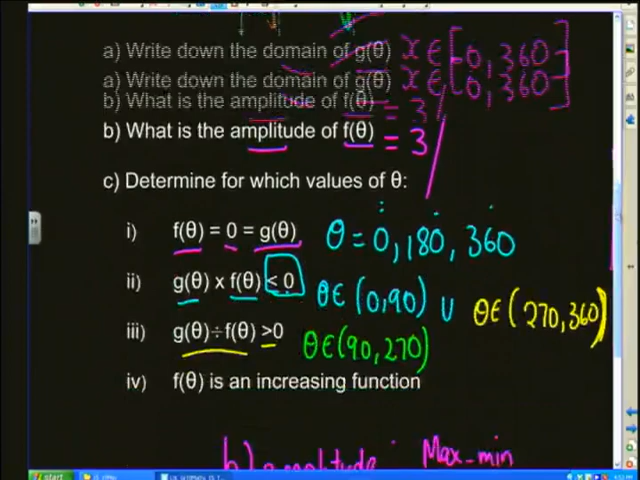 a) Write down the domain of g(θ) x ∈ [0, 360]
a) Write down the domain of g(θ) x ∈ [0, 360]
b) What is the amplitude of f(θ) = 3
b) What is the amplitude of f(θ) = 3
c) Determine for which values of θ:
i) f(θ) = 0 = g(θ) θ = 0, 180, 360
ii) g(θ) x f(θ) < 0 θ ∈ (0, 90) ∪ θ ∈ (270, 360)
iii) g(θ) ÷ f(θ) >0 θ ∈ (90, 270)
iv) f(θ) is an increasing function
b) amplitude Max - min
start